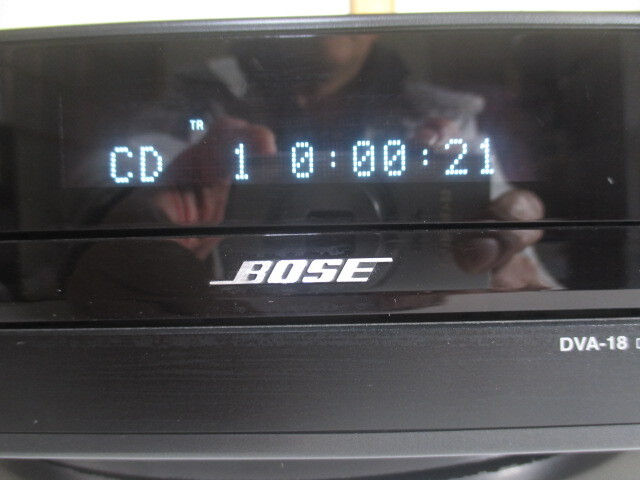 TR
CD 1 0:00:21
BOSE
DVA-18